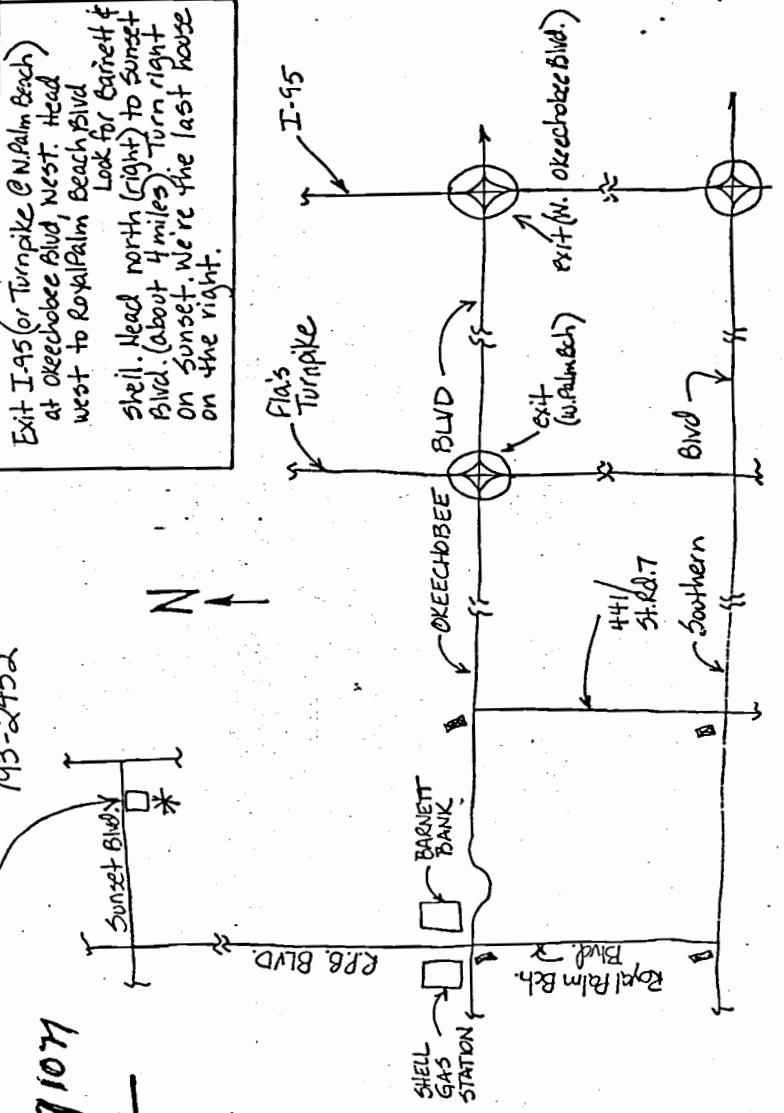 Exit I-95 (or Turnpike @ N.Palm Beach)
at Okeechobee Blvd, West. Head
west to Royal Palm Beach Blvd
Look for Barnett &
Shell. Head north (right) to Sunset
Blvd. (about 4 miles) Turn right
on Sunset. We're the last house
on the right.
N
I-95
Fla's
Turnpike
Sunset Blvd.
R.P.B. BLVD.
SHELL
GAS
STATION
BARNETT
BANK
OKEECHOBEE
BLVD
exit
(W. Palm Bch)
exit (W. Okeechobee Blvd.)
Royal Palm Bch.
Blvd.
441/
St.Rd.7
Southern
Blvd